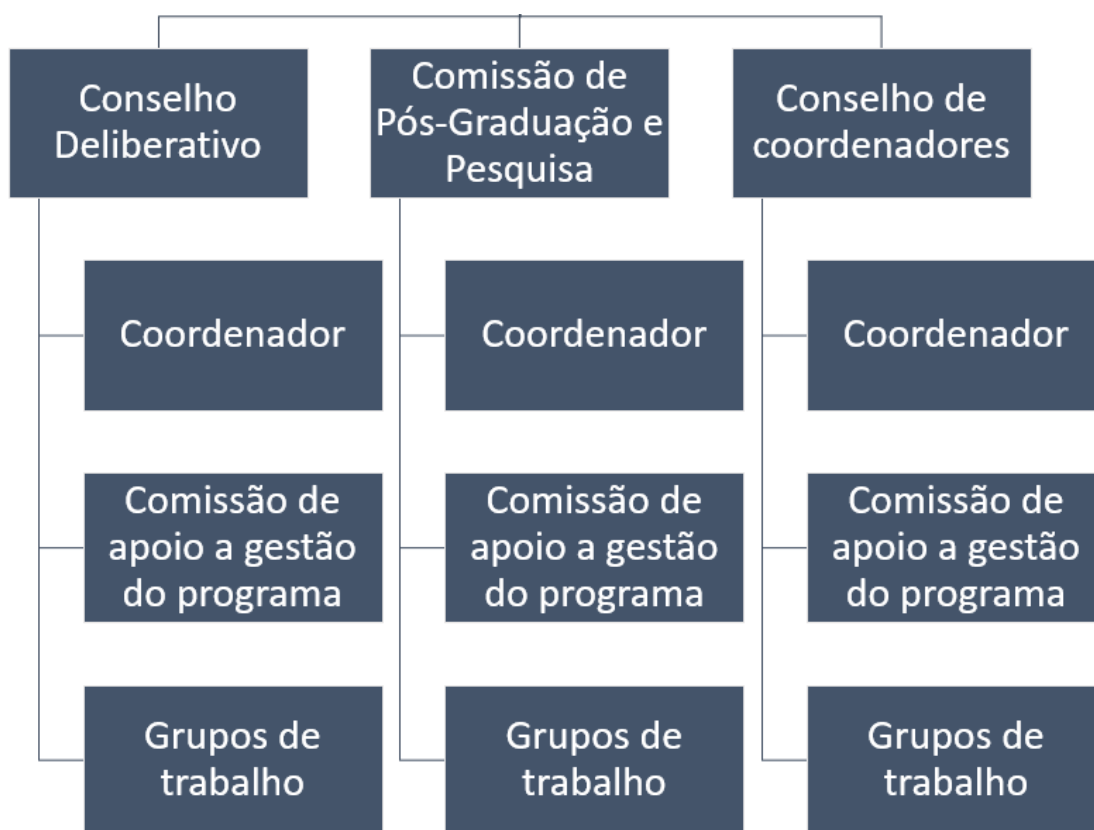 Conselho
Deliberativo
Comissão de
Pós-Graduação e
Pesquisa
Conselho de
coordenadores
Coordenador
Coordenador
Coordenador
Comissão de
apoio a gestão
do programa
Comissão de
apoio a gestão
do programa
Comissão de
apoio a gestão
do programa
Grupos de
trabalho
Grupos de
trabalho
Grupos de
trabalho